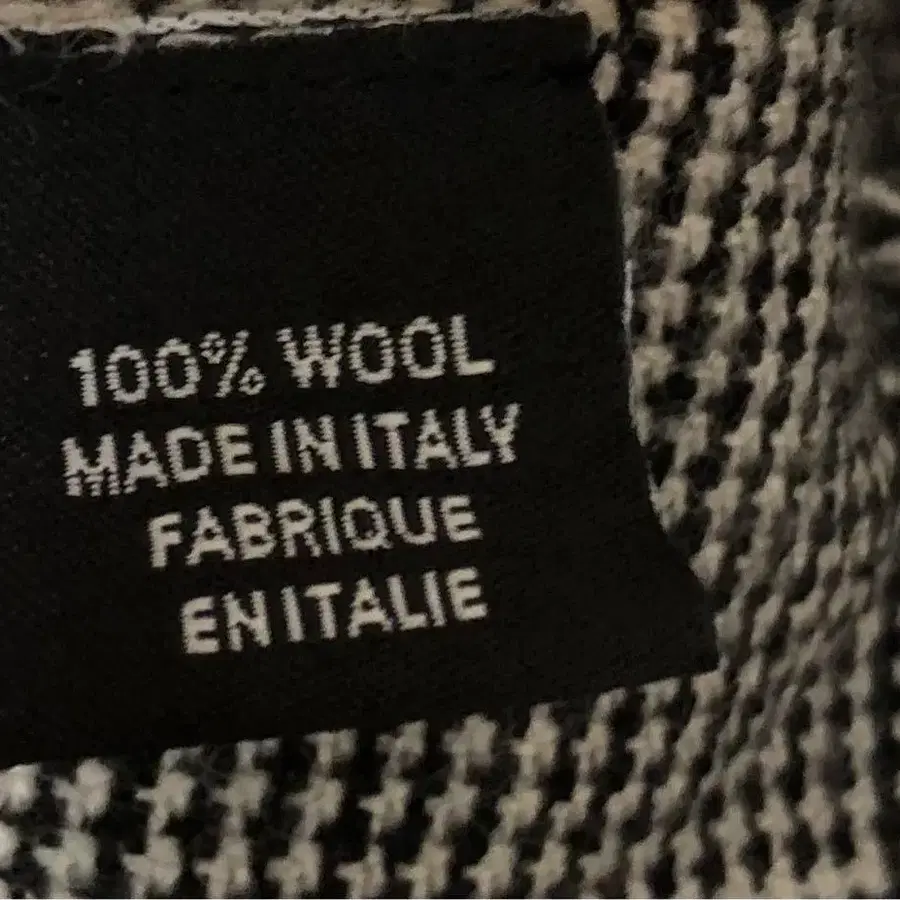 100% WOOL
MADE IN ITALY
FABRIQUE
EN ITALIE